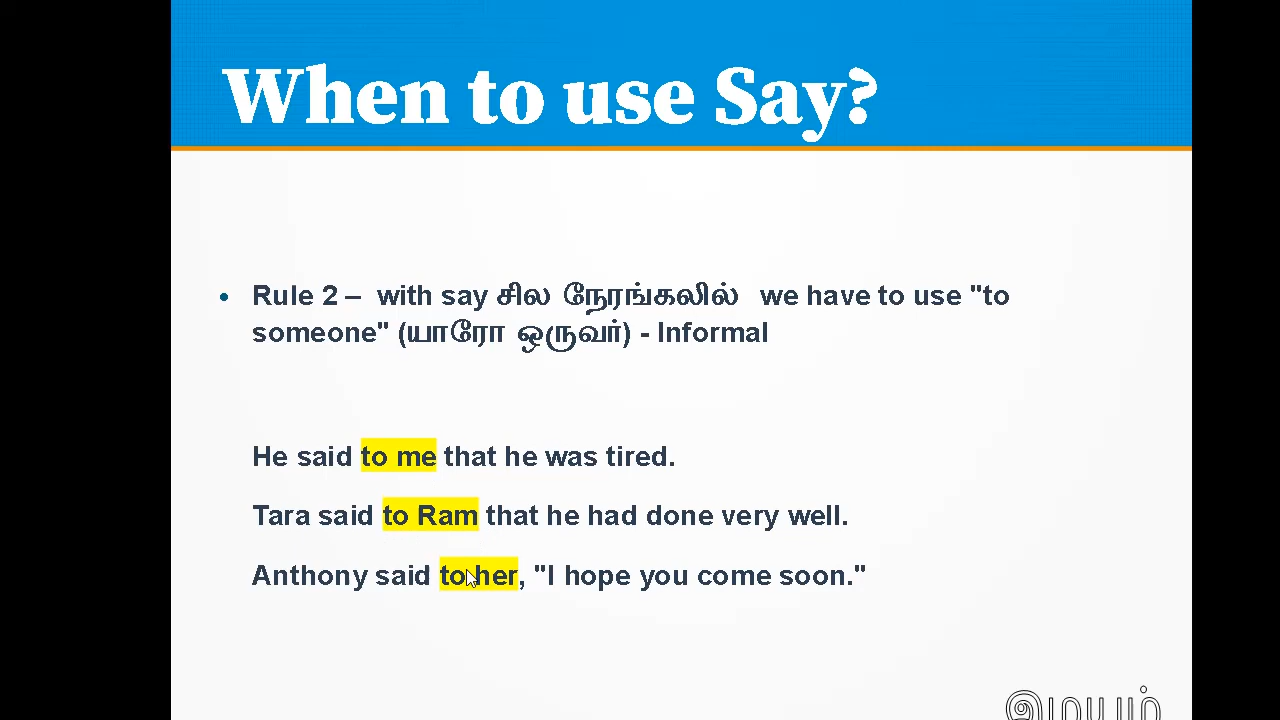 When to use Say?
• Rule 2 – with say சில நேரங்கலில் we have to use "to
someone" (யாரோ ஒருவர்) - Informal
He said to me that he was tired.
Tara said to Ram that he had done very well.
Anthony said to her, "I hope you come soon."
இமயம்